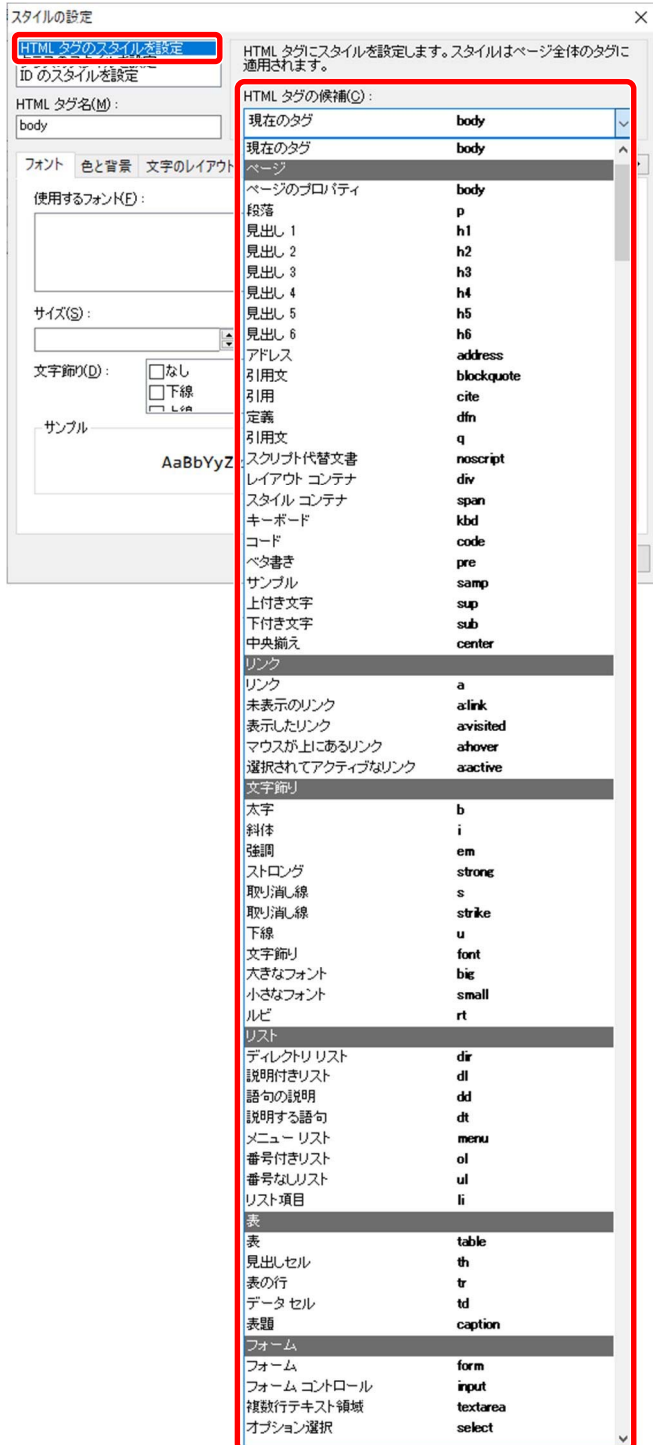 スタイルの設定
HTML タグのスタイルを設定
ID のスタイルを設定
HTML タグ名(M) :
body
HTML タグにスタイルを設定します。スタイルはページ全体のタグに
適用されます。
HTML タグの候補(C) :
現在のタグ body
フォント 色と背景 文字のレイアウト
使用するフォント(F) :
サイズ(S) :
文字飾り(D) :
なし
下線
サンプル
AaBbYyZ
現在のタグ body
ページ
ページのプロパティ body
段落 p
見出し 1 h1
見出し 2 h2
見出し 3 h3
見出し 4 h4
見出し 5 h5
見出し 6 h6
アドレス address
引用文 blockquote
引用 cite
定義 dfn
引用文 q
スクリプト代替文書 noscript
レイアウト コンテナ div
スタイル コンテナ span
キーボード kbd
コード code
ベタ書き pre
サンプル samp
上付き文字 sup
下付き文字 sub
中央揃え center
リンク
リンク a
未表示のリンク a:link
表示したリンク a:visited
マウスが上にあるリンク a:hover
選択されてアクティブなリンク a:active
文字飾り
太字 b
斜体 i
強調 em
ストロング strong
取り消し線 s
取り消し線 strike
下線 u
文字飾り font
大きなフォント big
小さなフォント small
ルビ rt
リスト
ディレクトリ リスト dir
説明付きリスト dl
語句の説明 dd
説明する語句 dt
メニュー リスト menu
番号付きリスト ol
番号なしリスト ul
リスト項目 li
表
表 table
見出しセル th
表の行 tr
データ セル td
表題 caption
フォーム
フォーム form
フォーム コントロール input
複数行テキスト領域 textarea
オプション選択 select